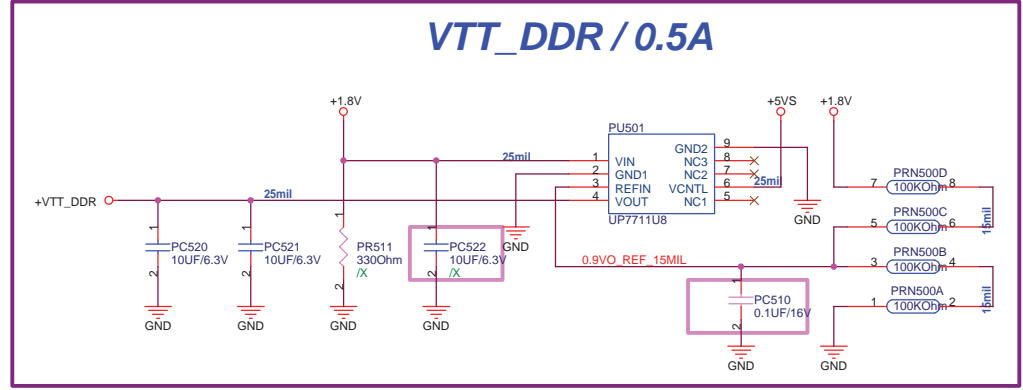 VTT_DDR / 0.5A
+1.8V
+5VS
+1.8V
PU501
25mil
1
VIN
GND2
9
2
GND1
NC3
8
3
REFIN
NC2
7
4
VOUT
VCNTL
6
25mil
NC1
5
UP7711U8
GND
GND
+VTT_DDR
25mil
1
PC520
10UF/6.3V
2
GND
1
PC521
10UF/6.3V
2
GND
1
PR511
330Ohm
/X
2
GND
1
PC522
10UF/6.3V
/X
2
GND
0.9VO_REF_15MIL
1
PC510
0.1UF/16V
2
GND
PRN500D
7
100KOhm
8
PRN500C
5
100KOhm
6
15mil
PRN500B
3
100KOhm
4
PRN500A
1
100KOhm
2
15mil
GND